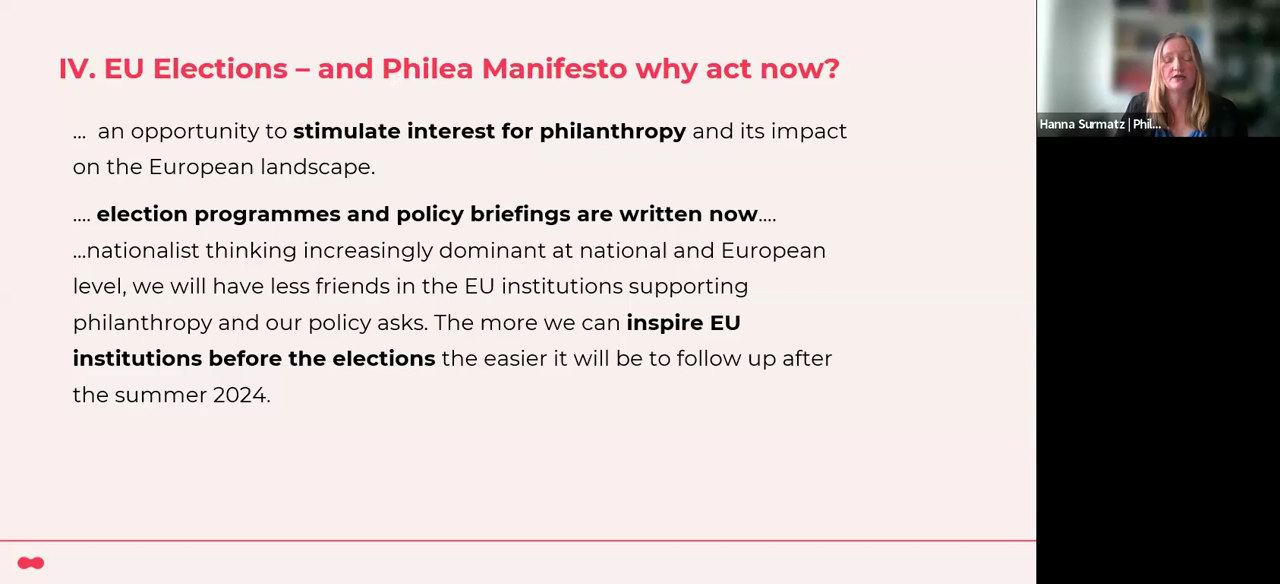 IV. EU Elections – and Philea Manifesto why act now?
... an opportunity to stimulate interest for philanthropy and its impact
on the European landscape.
.... election programmes and policy briefings are written now....
...nationalist thinking increasingly dominant at national and European
level, we will have less friends in the EU institutions supporting
philanthropy and our policy asks. The more we can inspire EU
institutions before the elections the easier it will be to follow up after
the summer 2024.
Hanna Surmatz | Phil...